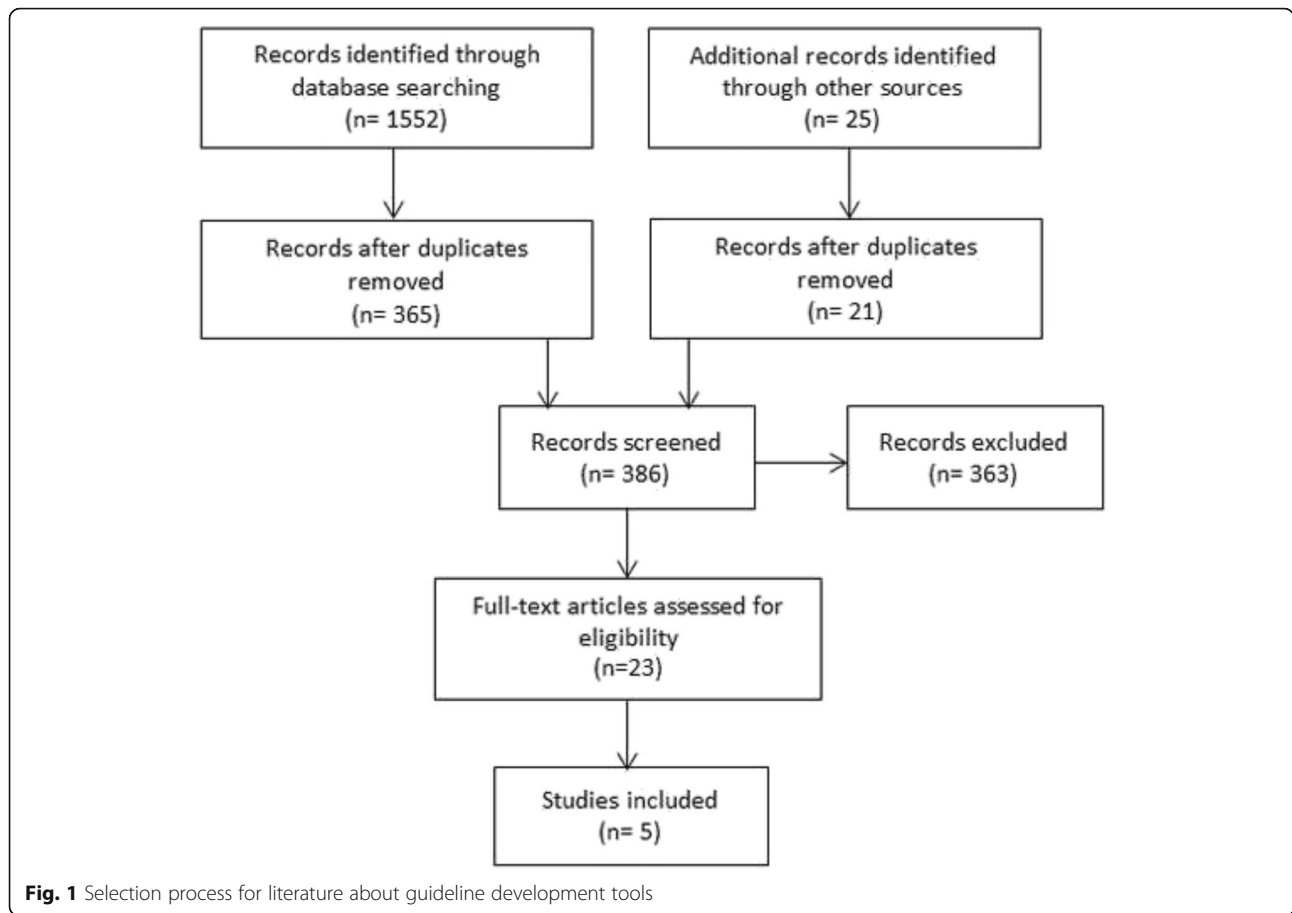 Records identified through
database searching
(n= 1552)
Additional records identified
through other sources
(n= 25)
Records after duplicates
removed
(n= 365)
Records after duplicates
removed
(n= 21)
Records screened
(n= 386)
Records excluded
(n= 363)
Full-text articles assessed for
eligibility
(n=23)
Studies included
(n= 5)
Fig. 1 Selection process for literature about guideline development tools